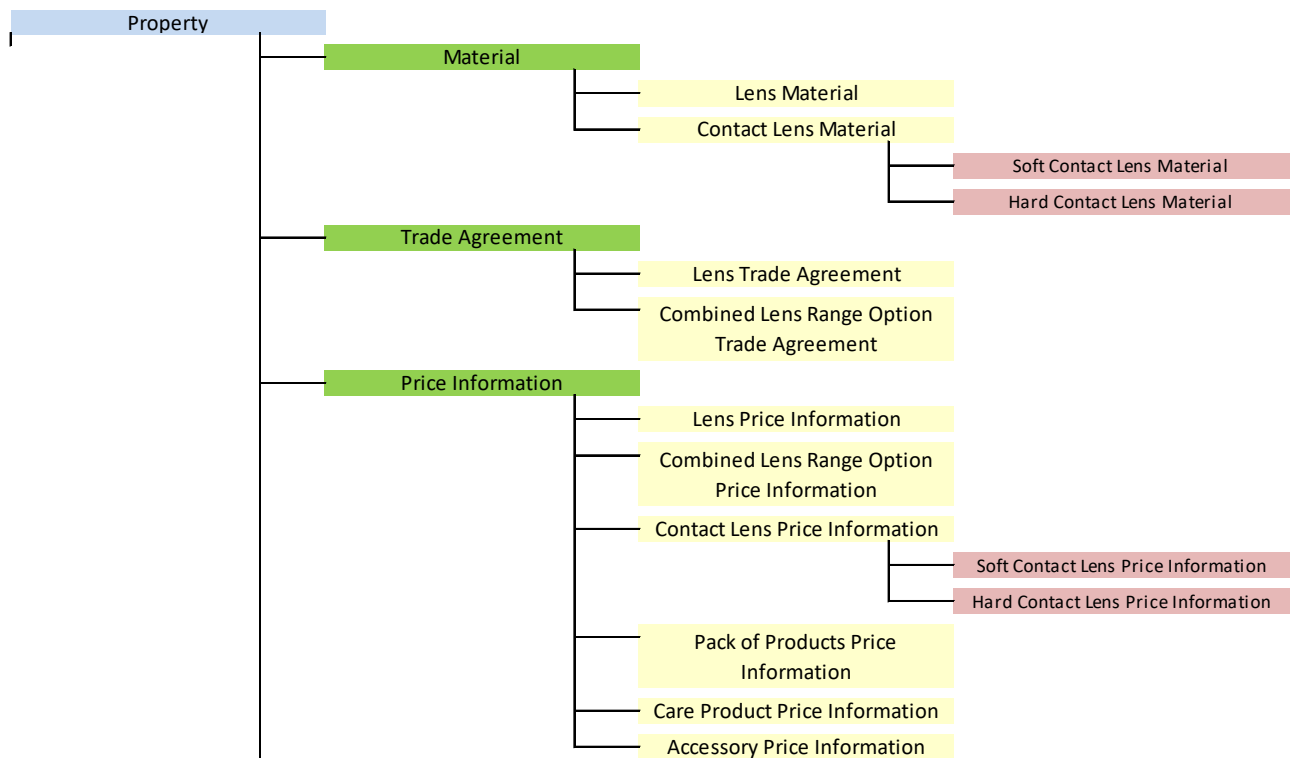 Property
Material
Lens Material
Contact Lens Material
Soft Contact Lens Material
Hard Contact Lens Material
Trade Agreement
Lens Trade Agreement
Combined Lens Range Option
Trade Agreement
Price Information
Lens Price Information
Combined Lens Range Option
Price Information
Contact Lens Price Information
Soft Contact Lens Price Information
Hard Contact Lens Price Information
Pack of Products Price
Information
Care Product Price Information
Accessory Price Information